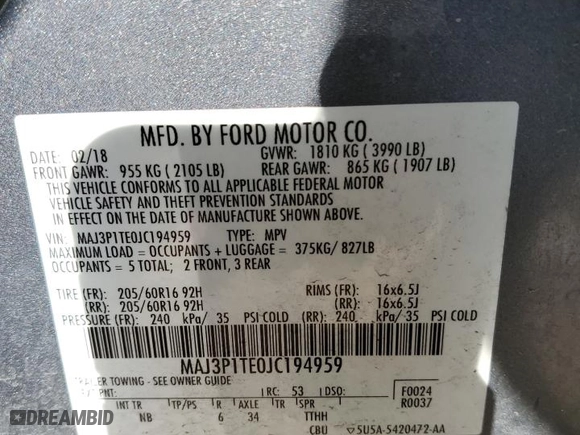 MFD. BY FORD MOTOR CO.
DATE: 02/18 GVWR: 1810 KG ( 3990 LB)
FRONT GAWR: 955 KG ( 2105 LB) REAR GAWR: 865 KG ( 1907 LB)
THIS VEHICLE CONFORMS TO ALL APPLICABLE FEDERAL MOTOR
VEHICLE SAFETY AND THEFT PREVENTION STANDARDS
IN EFFECT ON THE DATE OF MANUFACTURE SHOWN ABOVE.
VIN: MAJ3P1TE0JC194959 TYPE: MPV
MAXIMUM LOAD = OCCUPANTS + LUGGAGE = 375KG/ 827LB
OCCUPANTS = 5 TOTAL; 2 FRONT, 3 REAR
TIRE (FR): 205/60R16 92H RIMS (FR): 16x6.5J
(RR): 205/60R16 92H (RR): 16x6.5J
PRESSURE (FR): 240 kPa/ 35 PSI COLD (RR): 240 kPa/ 35 PSI COLD
MAJ3P1TE0JC194959
TRAILER TOWING - SEE OWNER GUIDE
PNT: RC: 53 DSO: F0024
R0037
INT TR TP/PS R AXLE TR SPR
NB 6 34 TTHH
CBU 5U5A-5420472-AA
DREAMBID